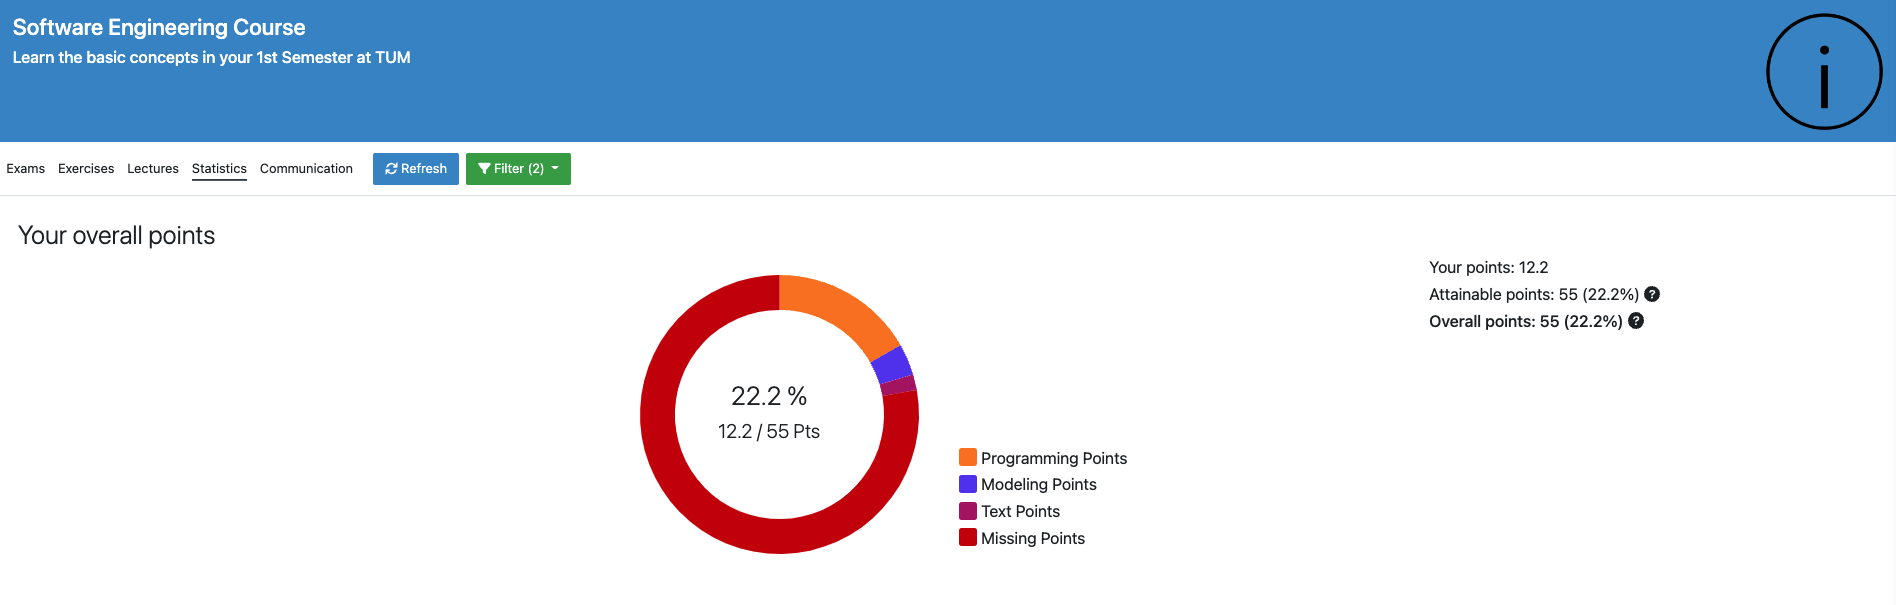 Software Engineering Course
Learn the basic concepts in your 1st Semester at TUM
i
Exams Exercises Lectures Statistics Communication Refresh Filter (2)
Your overall points
Your points: 12.2
Attainable points: 55 (22.2%) ?
Overall points: 55 (22.2%) ?
22.2 %
12.2 / 55 Pts
Programming Points
Modeling Points
Text Points
Missing Points